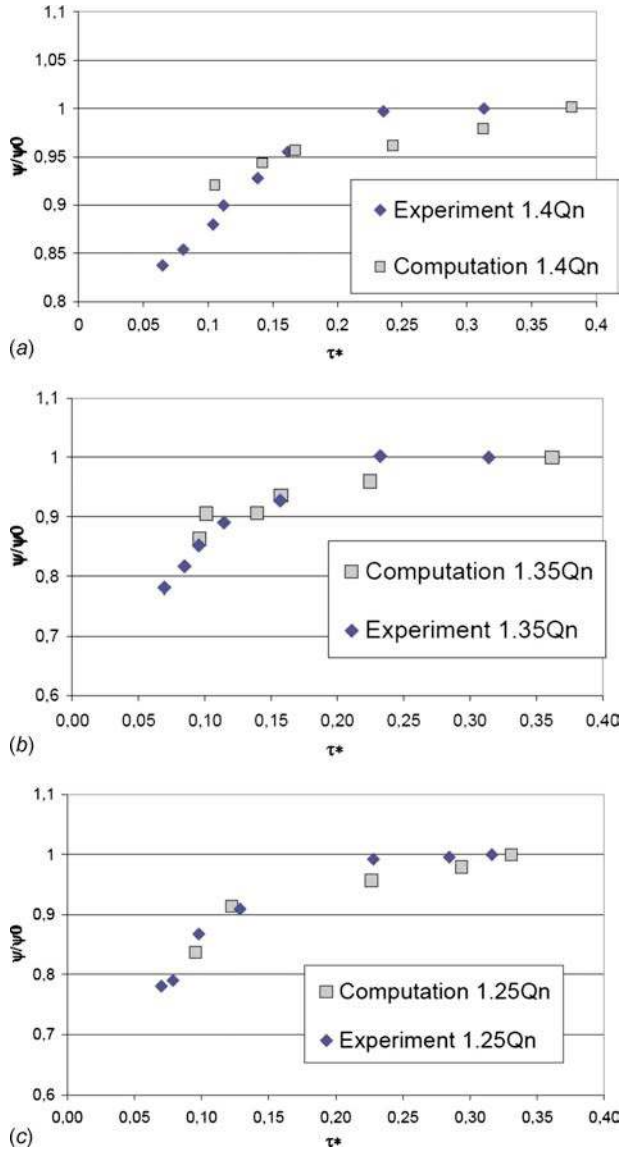 1,1
1,05
1
0,95
0,9
0,85
0,8
ψ/ψ0
0 0,05 0,1 0,15 0,2 0,25 0,3 0,35 0,4
τ*
Experiment 1.4Qn
Computation 1.4Qn
(a)
1,1
1
0,9
0,8
0,7
0,6
ψ/ψ0
0,00 0,05 0,10 0,15 0,20 0,25 0,30 0,35 0,40
τ*
Computation 1.35Qn
Experiment 1.35Qn
(b)
1,1
1
0,9
0,8
0,7
0,6
ψ/ψ0
0,00 0,05 0,10 0,15 0,20 0,25 0,30 0,35 0,40
τ*
Computation 1.25Qn
Experiment 1.25Qn
(c)